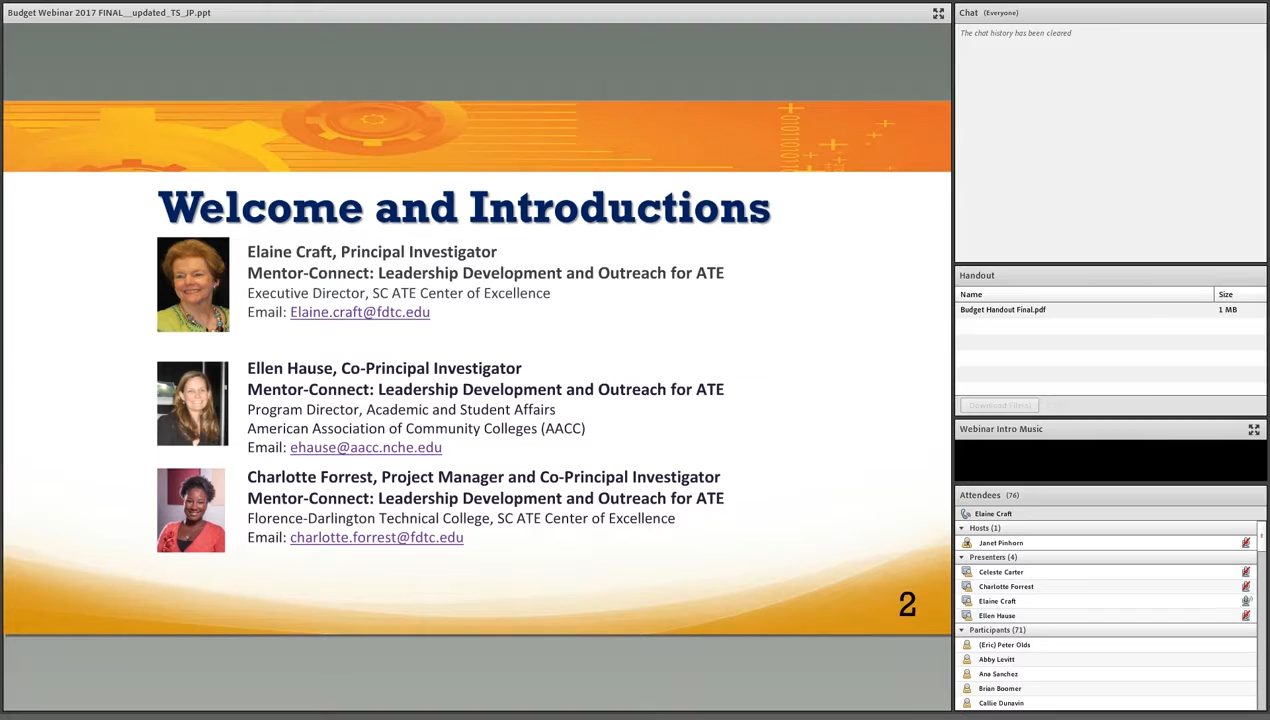 Budget Webinar 2017 FINAL__updated_TS_JP.ppt
Welcome and Introductions
Elaine Craft, Principal Investigator
Mentor-Connect: Leadership Development and Outreach for ATE
Executive Director, SC ATE Center of Excellence
Email: Elaine.craft@fdtc.edu
Ellen Hause, Co-Principal Investigator
Mentor-Connect: Leadership Development and Outreach for ATE
Program Director, Academic and Student Affairs
American Association of Community Colleges (AACC)
Email: ehause@aacc.nche.edu
Charlotte Forrest, Project Manager and Co-Principal Investigator
Mentor-Connect: Leadership Development and Outreach for ATE
Florence-Darlington Technical College, SC ATE Center of Excellence
Email: charlotte.forrest@fdtc.edu
2
Chat (Everyone)
The chat history has been cleared
Handout
Name Size
Budget Handout Final.pdf 1 MB
Download File(s)
Webinar Intro Music
Attendees (76)
Elaine Craft
Hosts (1)
Janet Pinhorn
Presenters (4)
Celeste Carter
Charlotte Forrest
Elaine Craft
Ellen Hause
Participants (71)
(Eric) Peter Olds
Abby Levitt
Ana Sanchez
Brian Boomer
Callie Dunavin